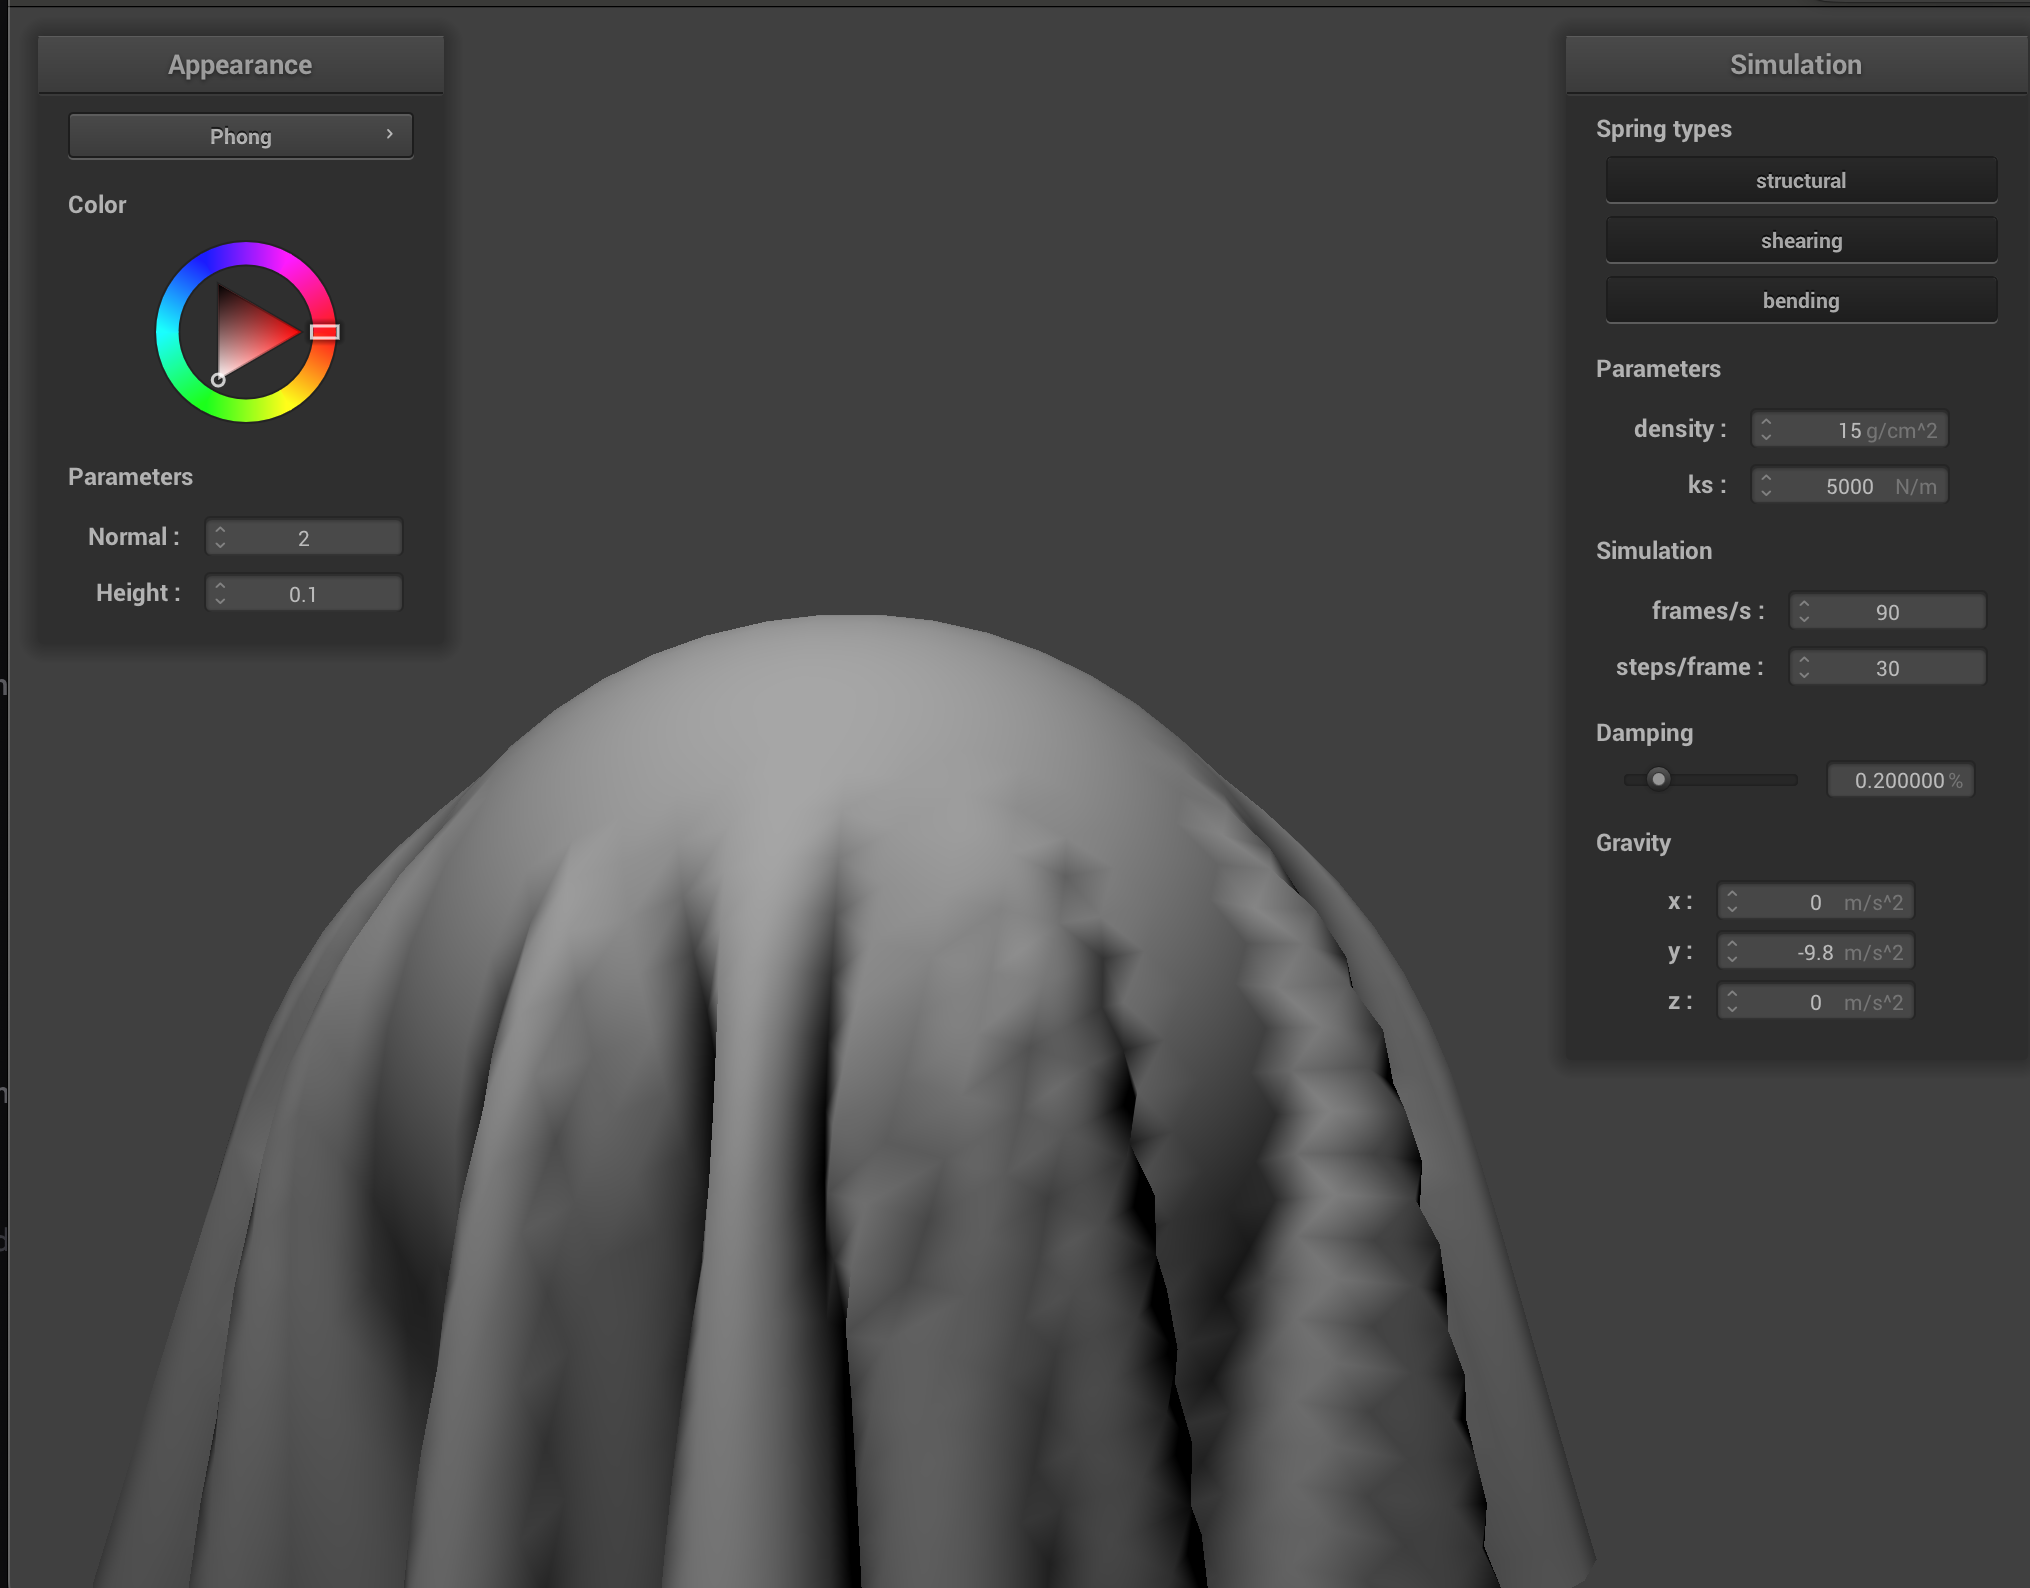 Appearance
Phong
Color
Parameters
Normal : 2
Height : 0.1
Simulation
Spring types
structural
shearing
bending
Parameters
density : 15 g/cm^2
ks : 5000 N/m
Simulation
frames/s : 90
steps/frame : 30
Damping
0.200000 %
Gravity
x : 0 m/s^2
y : -9.8 m/s^2
z : 0 m/s^2